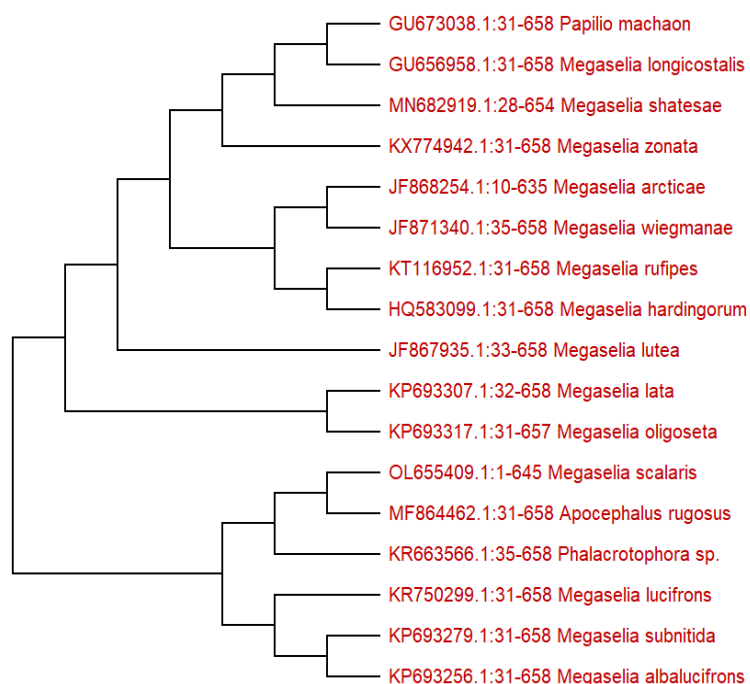 GU673038.1:31-658 Papilio machaon
GU656958.1:31-658 Megaselia longicostalis
MN682919.1:28-654 Megaselia shatesae
KX774942.1:31-658 Megaselia zonata
JF868254.1:10-635 Megaselia arcticae
JF871340.1:35-658 Megaselia wiegmanae
KT116952.1:31-658 Megaselia rufipes
HQ583099.1:31-658 Megaselia hardingorum
JF867935.1:33-658 Megaselia lutea
KP693307.1:32-658 Megaselia lata
KP693317.1:31-657 Megaselia oligoseta
OL655409.1:1-645 Megaselia scalaris
MF864462.1:31-658 Apocephalus rugosus
KR663566.1:35-658 Phalacrotophora sp.
KR750299.1:31-658 Megaselia lucifrons
KP693279.1:31-658 Megaselia subnitida
KP693256.1:31-658 Megaselia albalucifrons